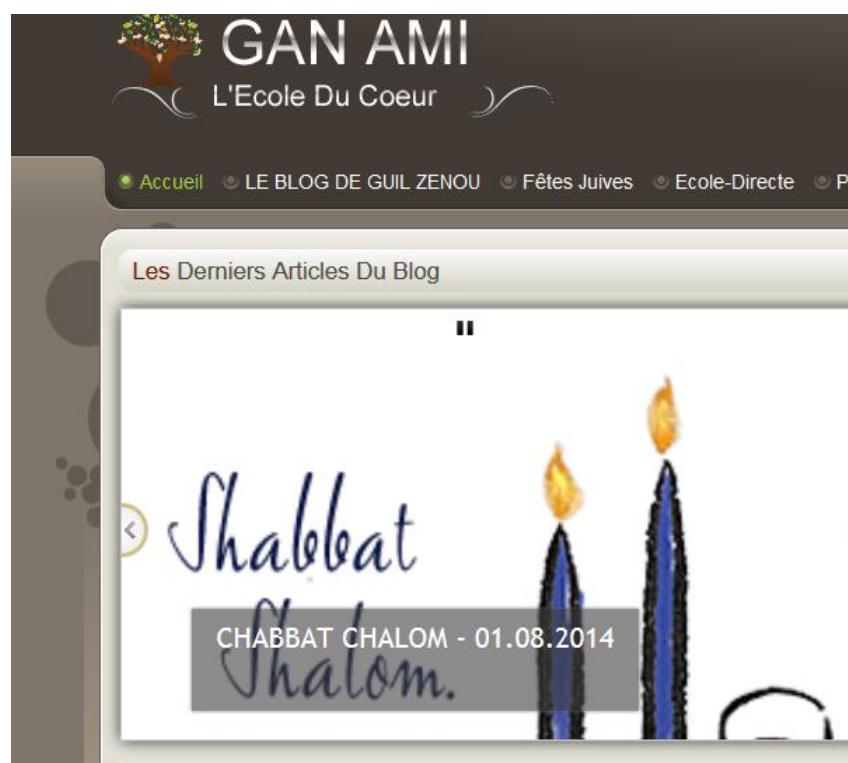 GAN AMI
L'Ecole Du Coeur
Accueil LE BLOG DE GUIL ZENOU Fêtes Juives Ecole-Directe P
Les Derniers Articles Du Blog
Shabbat
Shalom.
CHABBAT CHALOM - 01.08.2014